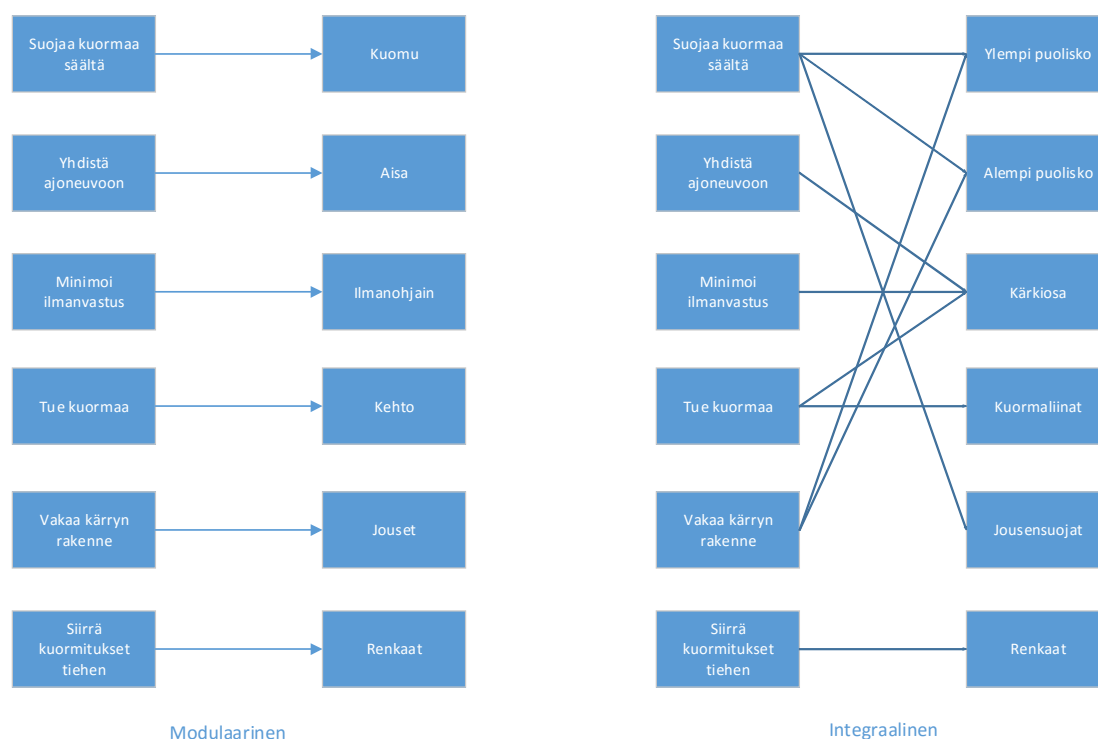 Suojaa kuormaa
säältä
Kuomu
Yhdistä
ajoneuvoon
Aisa
Minimoi
ilmanvastus
Ilmanohjain
Tue kuormaa
Kehto
Vakaa kärryn
rakenne
Jouset
Siirrä
kuormitukset
tiehen
Renkaat
Modulaarinen
Suojaa kuormaa
säältä
Ylempi puolisko
Yhdistä
ajoneuvoon
Alempi puolisko
Minimoi
ilmanvastus
Kärkiosa
Tue kuormaa
Kuormaliinat
Vakaa kärryn
rakenne
Jousensuojat
Siirrä
kuormitukset
tiehen
Renkaat
Integraalinen